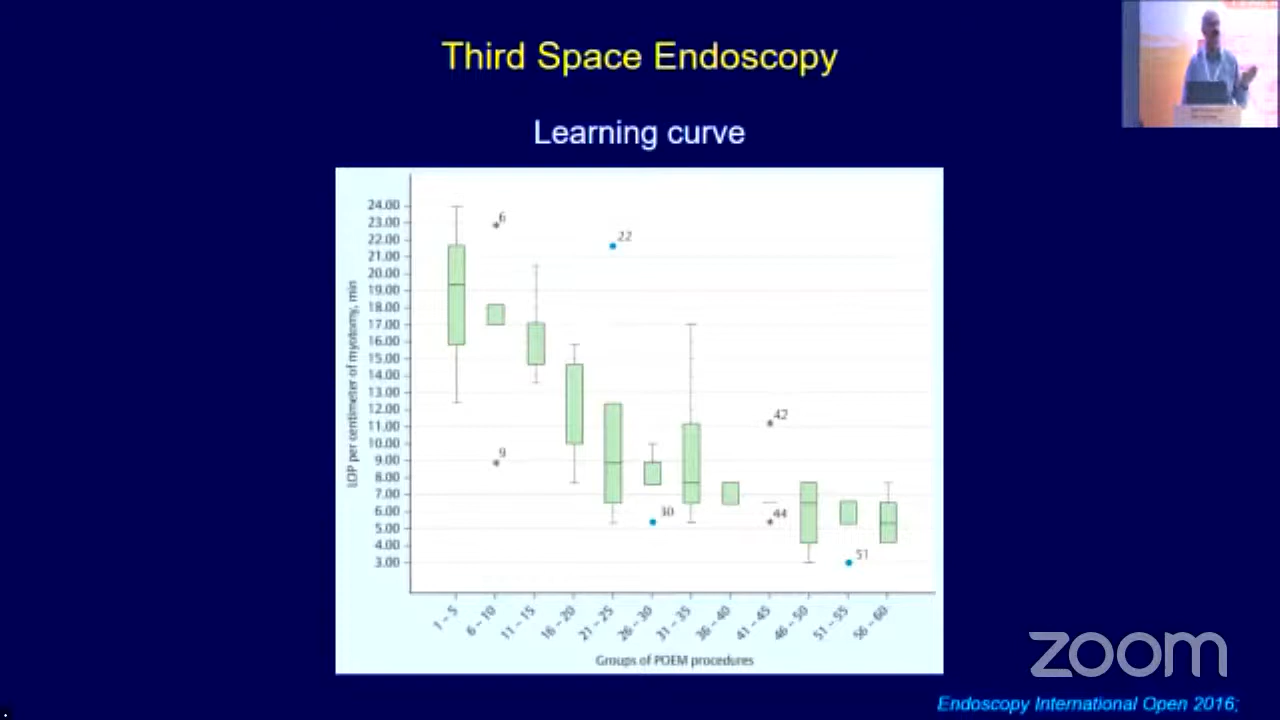 Third Space Endoscopy
Learning curve
LOP per centimeter of myotomy, min
24.00
23.00
22.00
21.00
20.00
19.00
18.00
17.00
16.00
15.00
14.00
13.00
12.00
11.00
10.00
9.00
8.00
7.00
6.00
5.00
4.00
3.00
6
9
22
30
42
44
51
1 – 5
6 – 10
11 – 15
16 – 20
21 – 25
26 – 30
31 – 35
36 – 40
41 – 45
46 – 50
51 – 55
56 – 60
Groups of POEM procedures
zoom
Endoscopy International Open 2016;